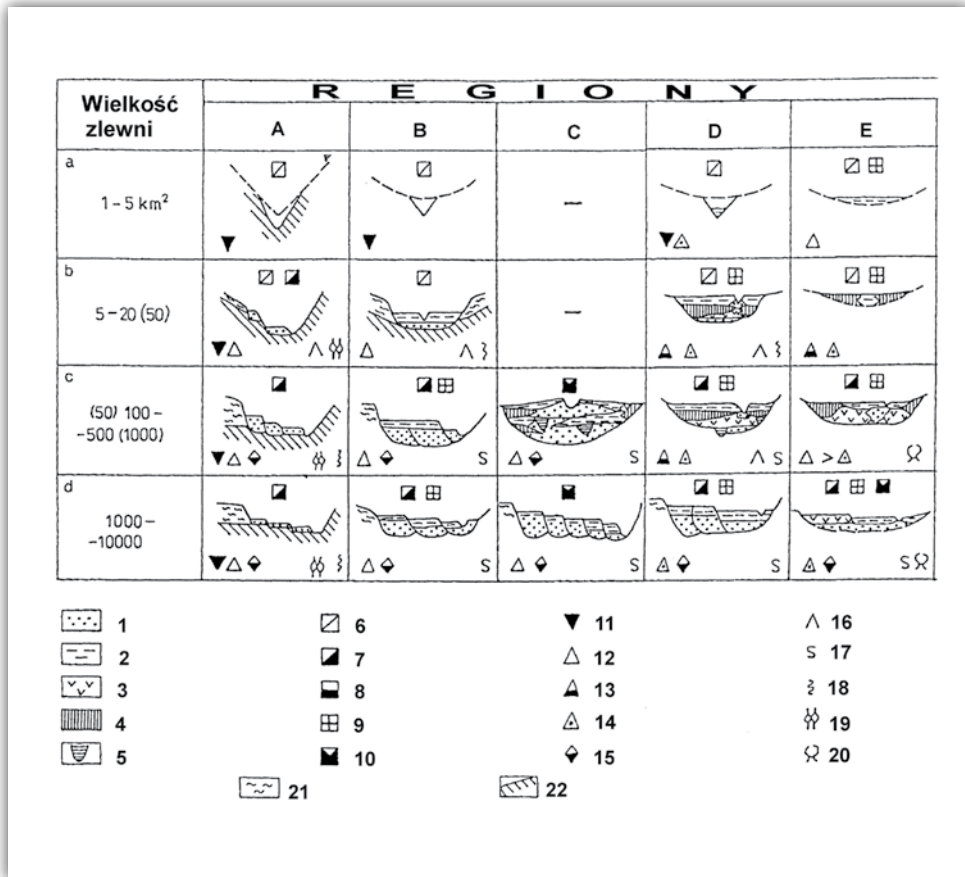 REGIONY
Wielkość
zlewni
A B C D E
a
1 – 5 km²
b
5 – 20 (50)
c
(50) 100 –
-500 (1000)
d
1000 –
-10000
1
2
3
4
5
6
7
8
9
10
11
12
13
14
15
16
17
18
19
20
21
22